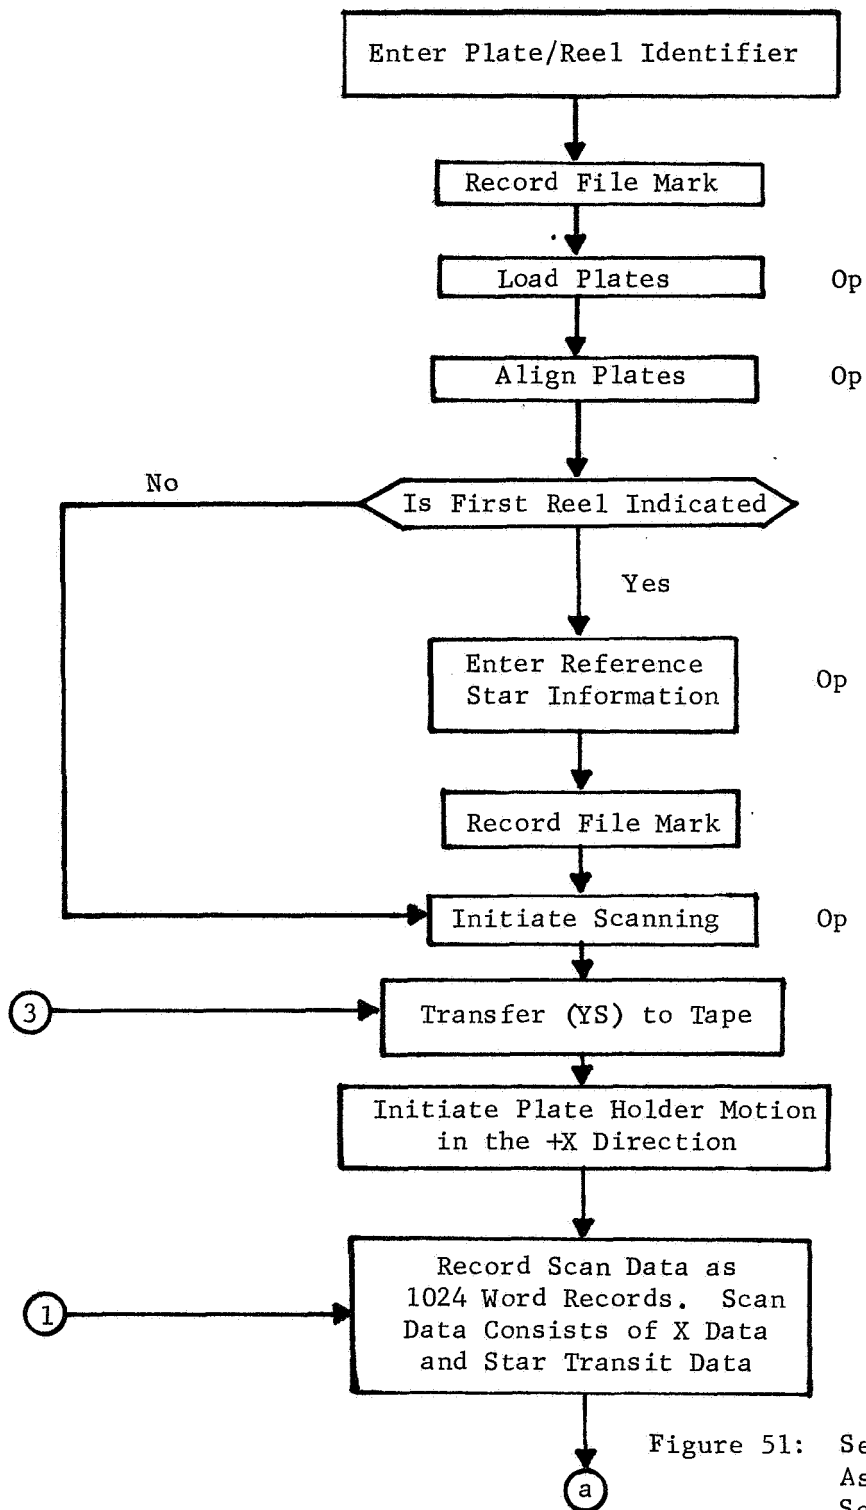 Enter Plate/Reel Identifier
Record File Mark
Load Plates Op
Align Plates Op
No
Is First Reel Indicated
Yes
Enter Reference
Star Information Op
Record File Mark
Initiate Scanning Op
3
Transfer (YS) to Tape
Initiate Plate Holder Motion
in the +X Direction
Record Scan Data as
1 1024 Word Records. Scan
Data Consists of X Data
and Star Transit Data
Figure 51: Se
As
a Sc